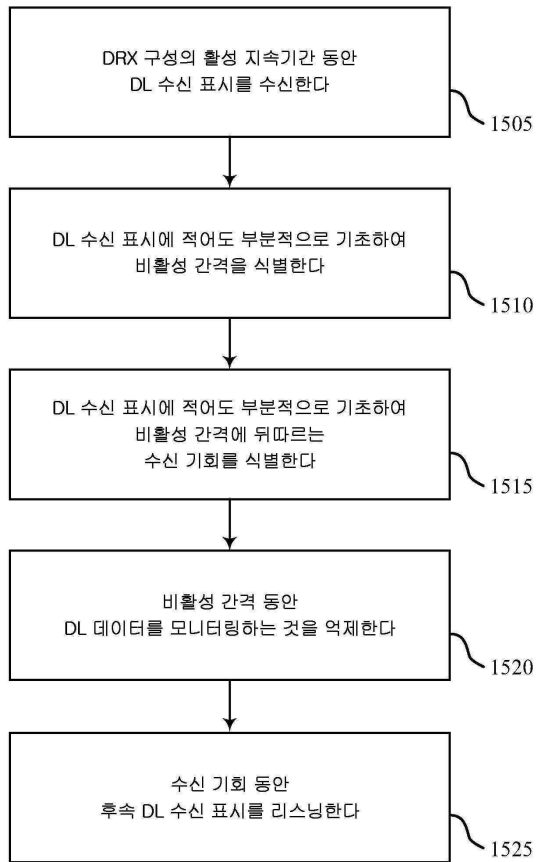 DRX 구성의 활성 지속기간 동안
DL 수신 표시를 수신한다
1505
DL 수신 표시에 적어도 부분적으로 기초하여
비활성 간격을 식별한다
1510
DL 수신 표시에 적어도 부분적으로 기초하여
비활성 간격에 뒤따르는
수신 기회를 식별한다
1515
비활성 간격 동안
DL 데이터를 모니터링하는 것을 억제한다
1520
수신 기회 동안
후속 DL 수신 표시를 리스닝한다
1525